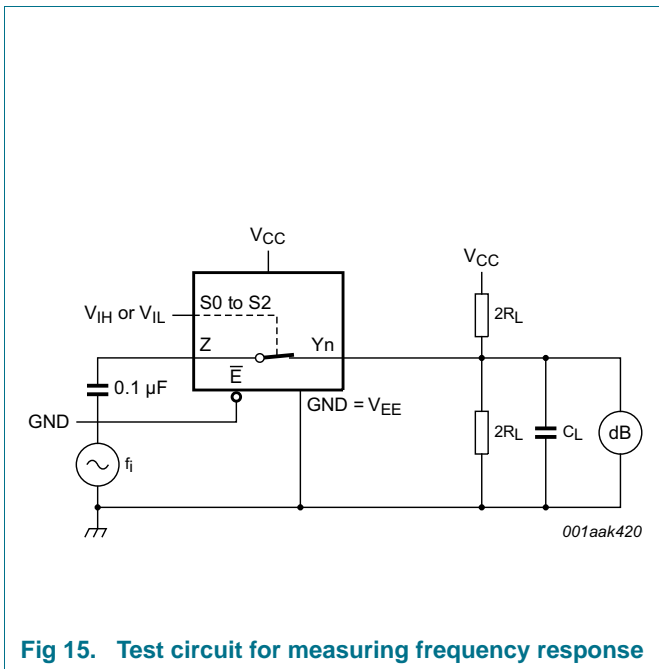 VCC
VCC
S0 to S2
VIH or VIL
2RL
Z
Yn
E
0.1 μF
GND = VEE
GND
2RL
CL
dB
fi
001aak420
Fig 15. Test circuit for measuring frequency response